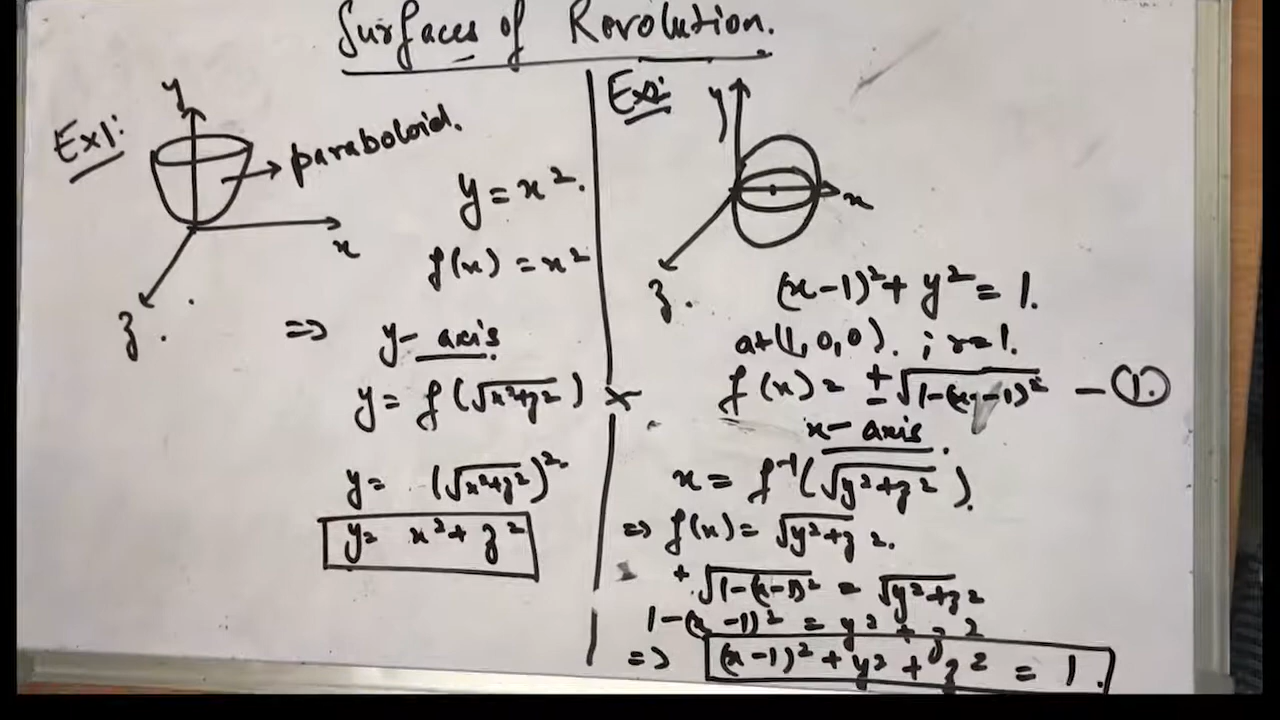 Surfaces of Revolution.
Ex1:
y
paraboloid.
x
z.
y = x².
f(x) = x²
⇒ y- axis
y = f(√x²+z²)
y = (√x²+z²)²
y = x² + z²
Ex2:
y
x
z.
(x-1)² + y² = 1.
at (1,0,0). ; r=1.
f(x) = ±√1-(x-1)² - ①.
x- axis.
x = f⁻¹(√y²+z²).
⇒ f(x) = √y²+z².
+√1-(x-1)² = √y²+z²
1-(x-1)² = y² + z²
⇒ (x-1)² + y² + z² = 1.